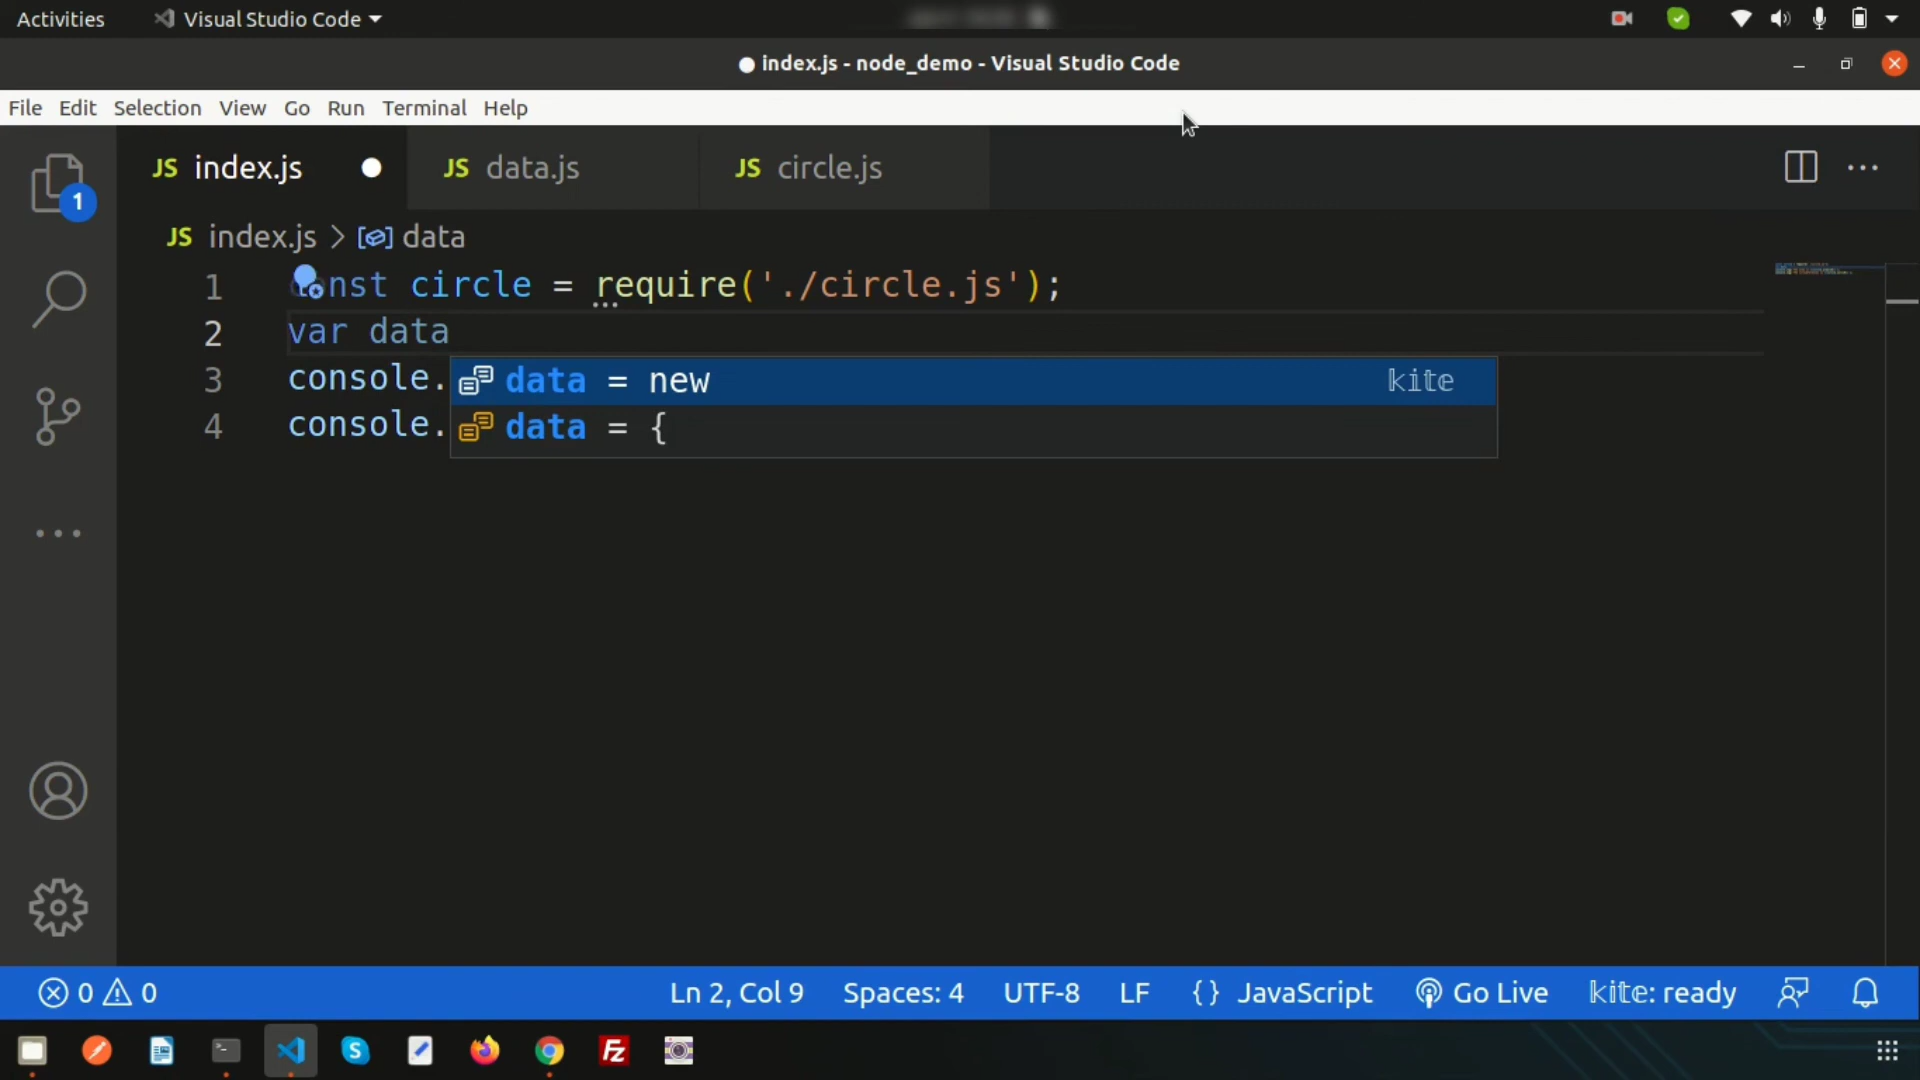 Activities Visual Studio Code
● index.js - node_demo - Visual Studio Code
File Edit Selection View Go Run Terminal Help
1
JS index.js JS data.js JS circle.js
JS index.js > data
1 const circle = require('./circle.js');
2 var data
3 console.
data = new kite
4 console.
data = {
0 0 Ln 2, Col 9 Spaces: 4 UTF-8 LF {} JavaScript Go Live kite: ready